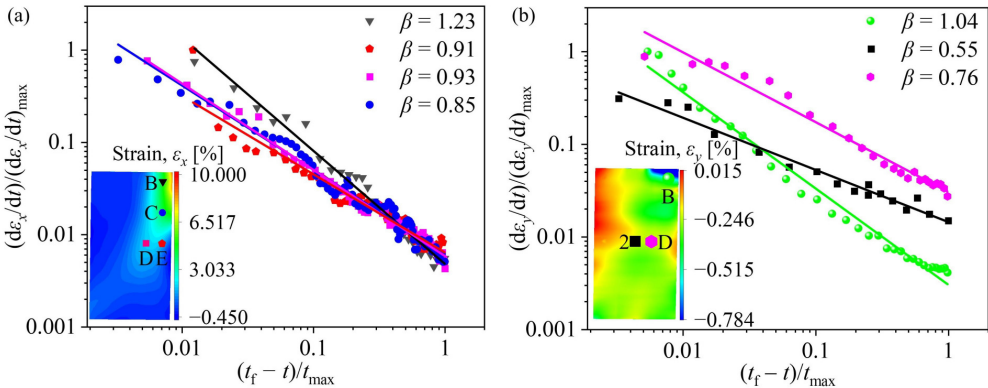 (a)
β = 1.23
β = 0.91
β = 0.93
β = 0.85
1
0.1
0.01
0.001
(dεx/dt)/(dεx/dt)max
Strain, εx [%]
10.000
6.517
3.033
−0.450
B
C
D E
0.01 0.1 1
(tf − t)/tmax
(b)
β = 1.04
β = 0.55
β = 0.76
1
0.1
0.01
0.001
(dεy/dt)/(dεy/dt)max
Strain, εy [%]
0.015
−0.246
−0.515
−0.784
B
2 D
0.01 0.1 1
(tf − t)/tmax